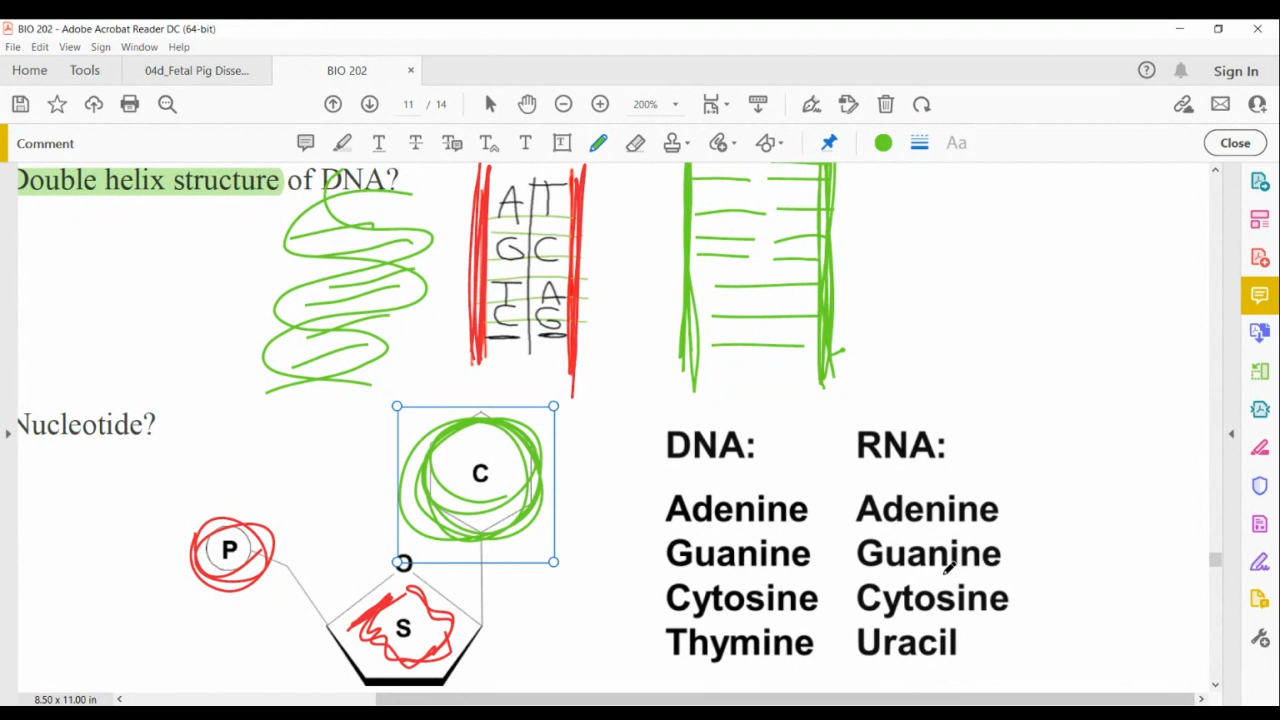 BIO 202 - Adobe Acrobat Reader DC (64-bit)
File Edit View Sign Window Help
Home Tools 04d_Fetal Pig Disse... BIO 202 × Sign In
11 / 14 200%
Comment Aa Close
Double helix structure of DNA?
A T
G C
T A
C G
Nucleotide?
C
P
O
S
DNA: RNA:
Adenine Adenine
Guanine Guanine
Cytosine Cytosine
Thymine Uracil
8.50 x 11.00 in